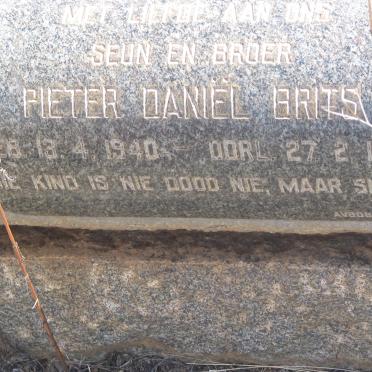 MET LIEFDE AAN ONS
SEUN EN BROER
PIETER DANIËL BRITS
13.4.1940 - OORL. 27.2.1
KIND IS NIE DOOD NIE, MAAR